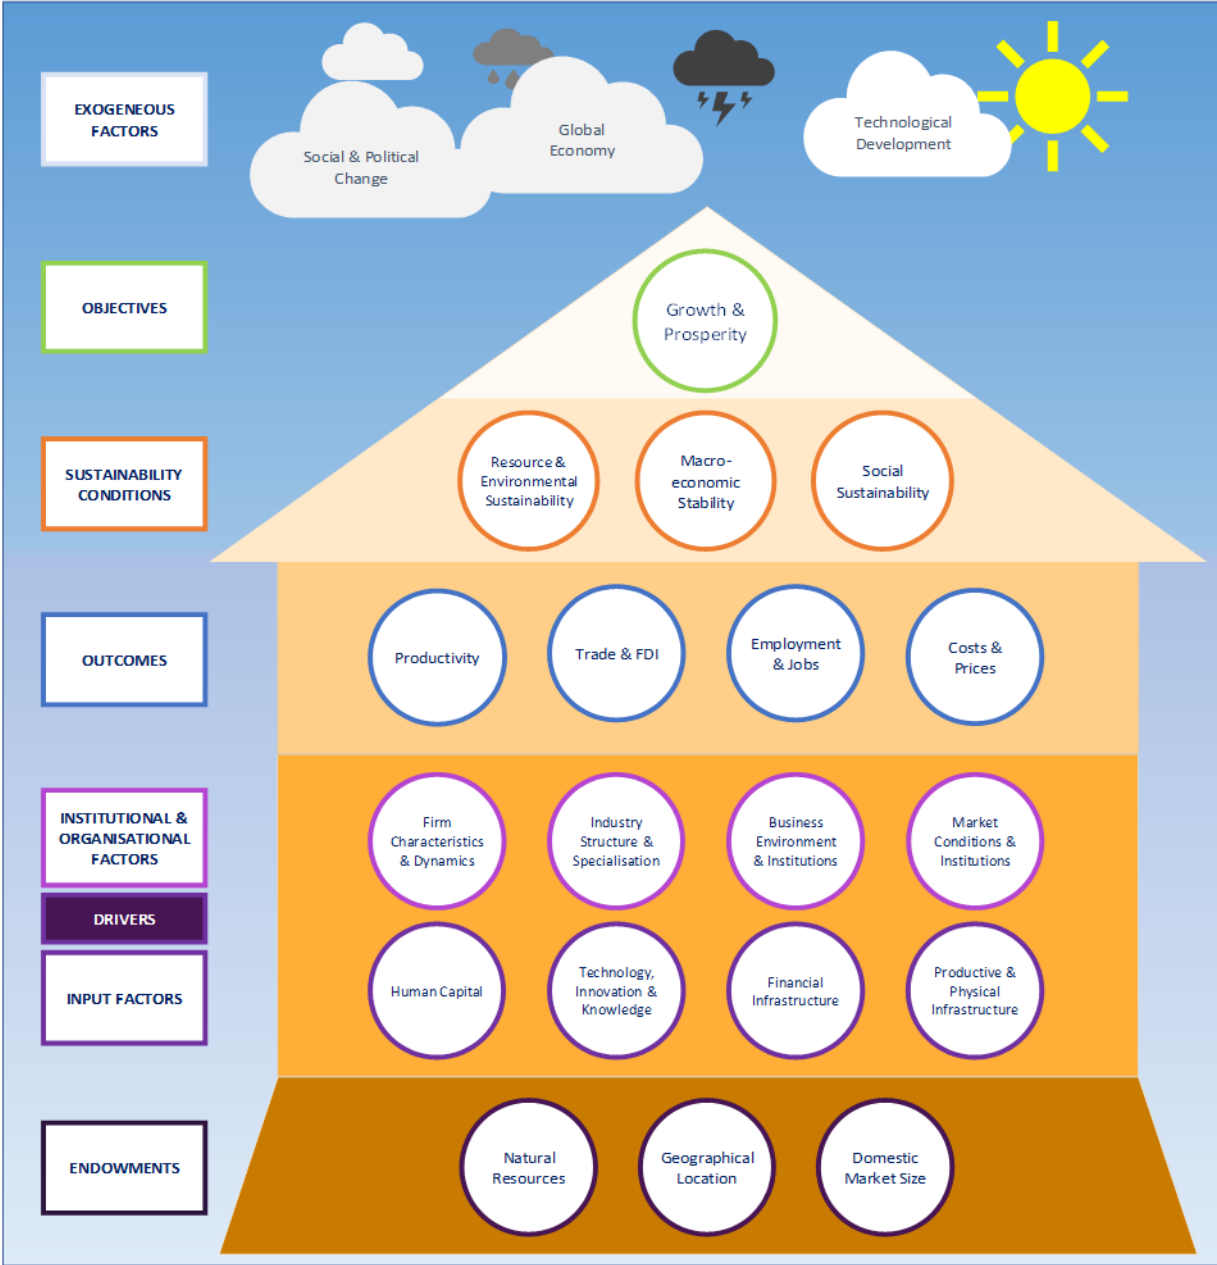 EXOGENEOUS
FACTORS
Social & Political
Change
Global
Economy
Technological
Development
OBJECTIVES
Growth &
Prosperity
SUSTAINABILITY
CONDITIONS
Resource &
Environmental
Sustainability
Macro-
economic
Stability
Social
Sustainability
OUTCOMES
Productivity
Trade & FDI
Employment
& Jobs
Costs &
Prices
INSTITUTIONAL &
ORGANISATIONAL
FACTORS
Firm
Characteristics
& Dynamics
Industry
Structure &
Specialisation
Business
Environment
& Institutions
Market
Conditions &
Institutions
DRIVERS
INPUT FACTORS
Human Capital
Technology,
Innovation &
Knowledge
Financial
Infrastructure
Productive &
Physical
Infrastructure
ENDOWMENTS
Natural
Resources
Geographical
Location
Domestic
Market Size